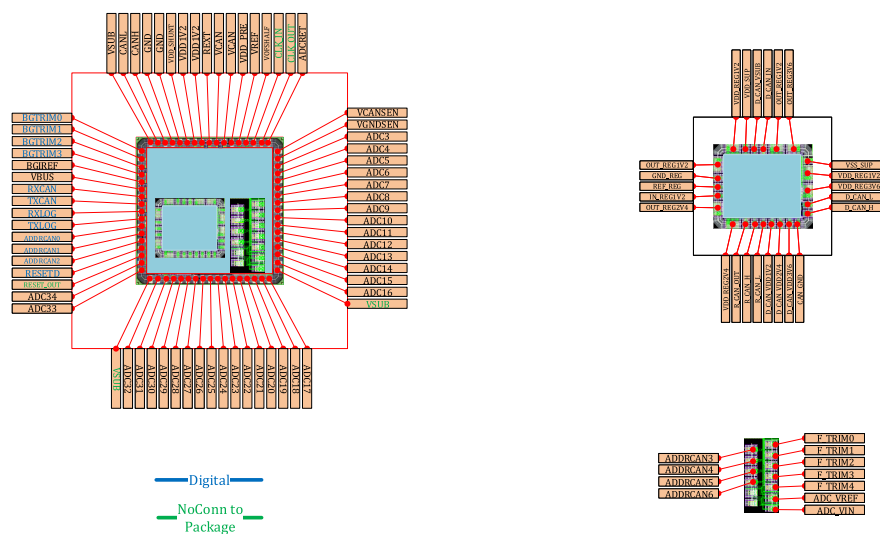 VSUB
CANL
CANH
GND
GND
VDD_SHUNT
VDD1V2
VDD1V2
REXT
VCAN
VCAN
VDD_PRE
VREF
VOPSHALF
CLK_IN
CLK_OUT
ADCRET
BGTRIM0
BGTRIM1
BGTRIM2
BGTRIM3
BGIREF
VBUS
RXCAN
TXCAN
RXLOG
TXLOG
ADDRCAN0
ADDRCAN1
ADDRCAN2
RESETD
RESET_OUT
ADC34
ADC33
VCANSEN
VGNDSEN
ADC3
ADC4
ADC5
ADC6
ADC7
ADC8
ADC9
ADC10
ADC11
ADC12
ADC13
ADC14
ADC15
ADC16
VSUB
VSUB
ADC32
ADC31
ADC30
ADC29
ADC28
ADC27
ADC26
ADC25
ADC24
ADC23
ADC22
ADC21
ADC20
ADC19
ADC18
ADC17
Digital
NoConn to
Package
VDD_REG1V2
VDD_SUP
D_CAN_VSUB
D_CAN_IN
OUT_REG1V2
OUT_REG3V6
OUT_REG1V2
GND_REG
REF_REG
IN_REG1V2
OUT_REG2V4
VSS_SUP
VDD_REG1V2
VDD_REG3V6
D_CAN_L
D_CAN_H
VDD_REG2V4
R_CAN_OUT
R_CAN_H
R_CAN_L
D_CAN_VDD1V2
D_CAN_VDD2V4
D_CAN_VDD3V6
CAN_GND
ADDRCAN3
ADDRCAN4
ADDRCAN5
ADDRCAN6
F_TRIM0
F_TRIM1
F_TRIM2
F_TRIM3
F_TRIM4
ADC_VREF
ADC_VIN